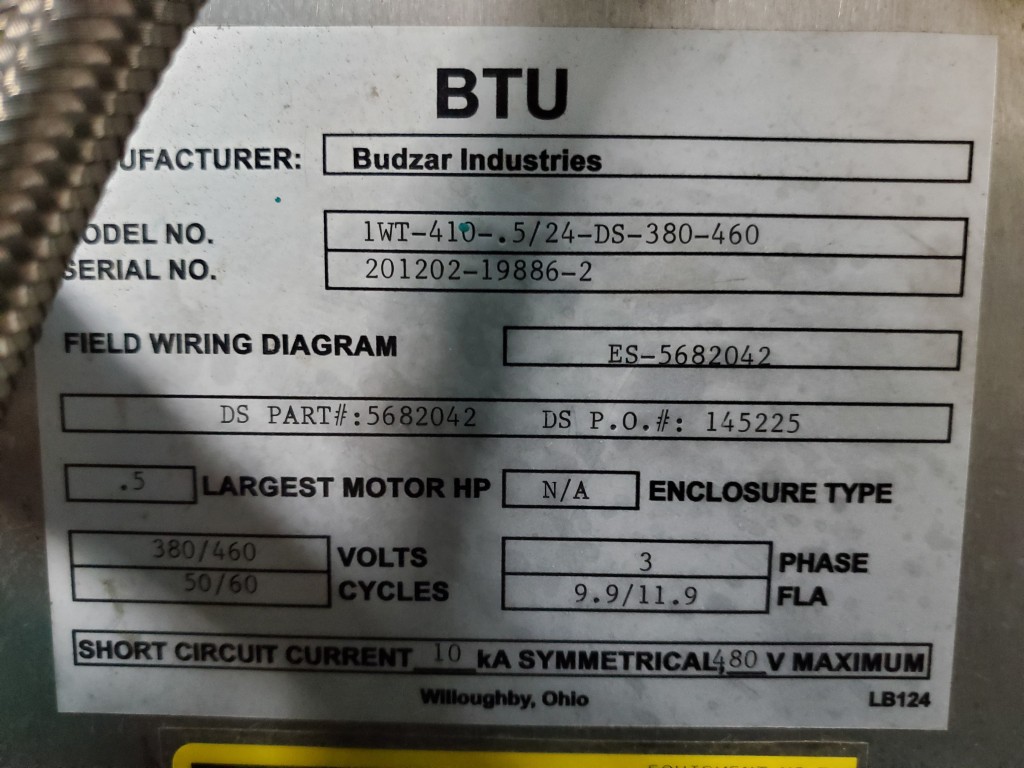 BTU
UFACTURER: Budzar Industries
ODEL NO. 1WT-410-.5/24-DS-380-460
SERIAL NO. 201202-19886-2
FIELD WIRING DIAGRAM ES-5682042
DS PART#:5682042 DS P.O.#: 145225
.5 LARGEST MOTOR HP N/A ENCLOSURE TYPE
380/460 VOLTS 3 PHASE
50/60 CYCLES 9.9/11.9 FLA
SHORT CIRCUIT CURRENT 10 kA SYMMETRICAL 480 V MAXIMUM
Willoughby, Ohio LB124